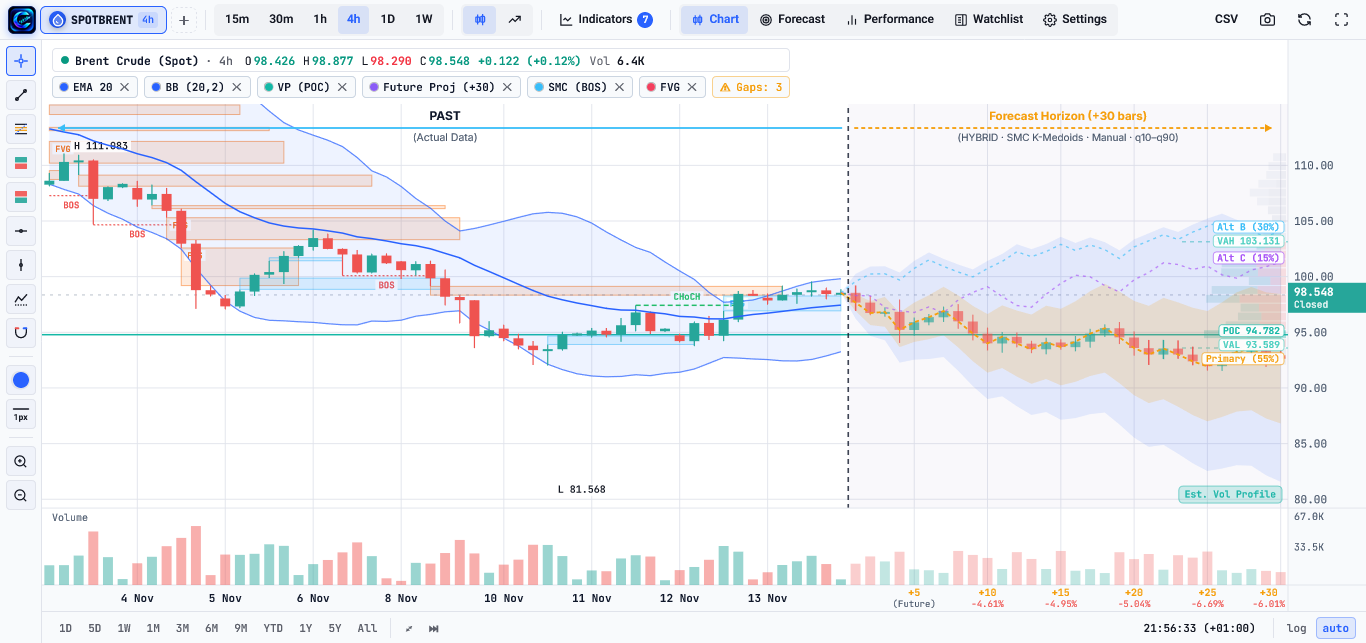 SPOTBRENT 4h
15m 30m 1h 4h 1D 1W Indicators 7 Chart Forecast Performance Watchlist Settings CSV
Brent Crude (Spot) · 4h O98.426 H98.877 L98.290 C98.548 +0.122 (+0.12%) Vol 6.4K
EMA 20 BB (20,2) VP (POC) Future Proj (+30) SMC (BOS) FVG Gaps: 3
PAST
(Actual Data)
Forecast Horizon (+30 bars)
(HYBRID · SMC K-Medoids · Manual · q10–q90)
FVG H 111.083
BOS
BOS
BOS
CHoCH
L 81.568
Alt B (30%)
VAH 103.131
Alt C (15%)
POC 94.782
VAL 93.589
Primary (55%)
Est. Vol Profile
110.00
105.00
100.00
98.548
Closed
95.00
90.00
85.00
80.00
Volume
67.0K
33.5K
4 Nov 5 Nov 6 Nov 8 Nov 10 Nov 11 Nov 12 Nov 13 Nov
+5 +10 +15 +20 +25 +30
(Future) -4.61% -4.95% -5.04% -6.69% -6.01%
1px
1D 5D 1W 1M 3M 6M 9M YTD 1Y 5Y All
21:56:33 (+01:00) log auto